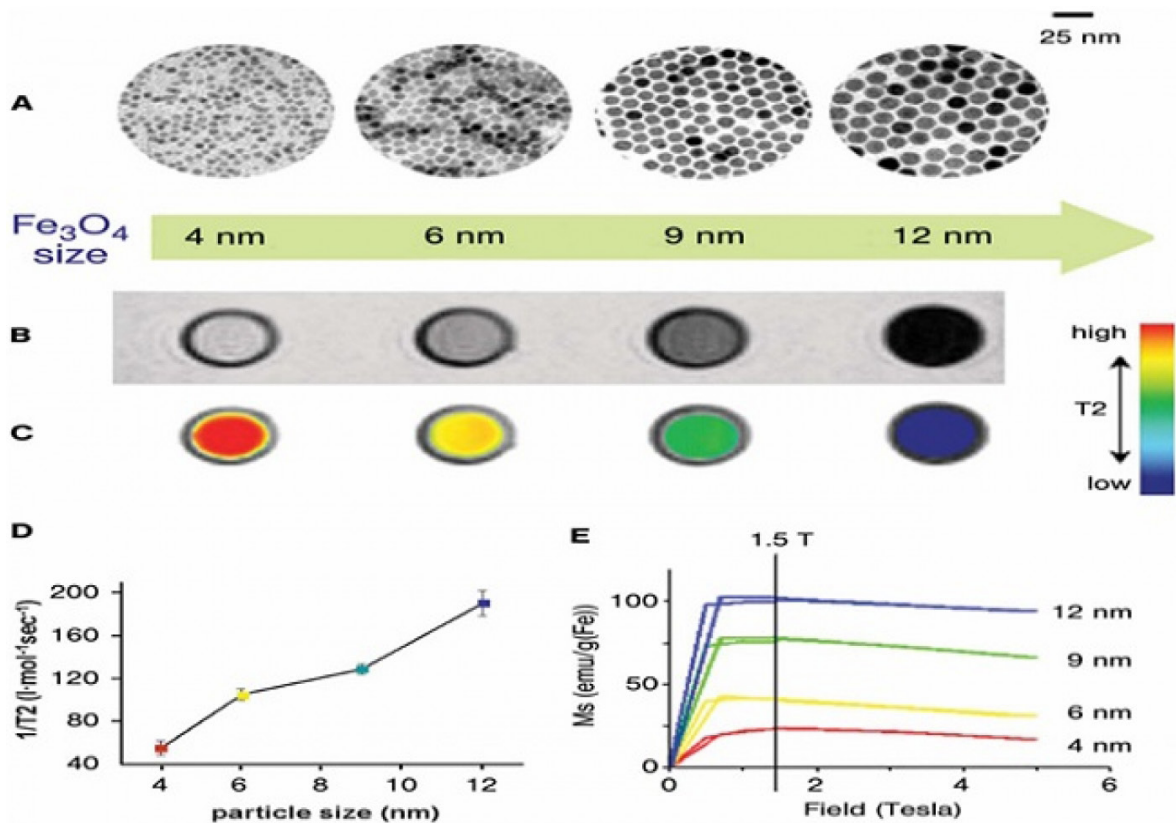 25 nm
A
Fe₃O₄
size
4 nm
6 nm
9 nm
12 nm
B
C
high
T2
low
D
1/T2 (l·mol⁻¹sec⁻¹)
200
160
120
80
40
4
6
8
10
12
particle size (nm)
E
1.5 T
Ms (emu/g(Fe))
100
50
0
12 nm
9 nm
6 nm
4 nm
0
2
4
6
Field (Tesla)